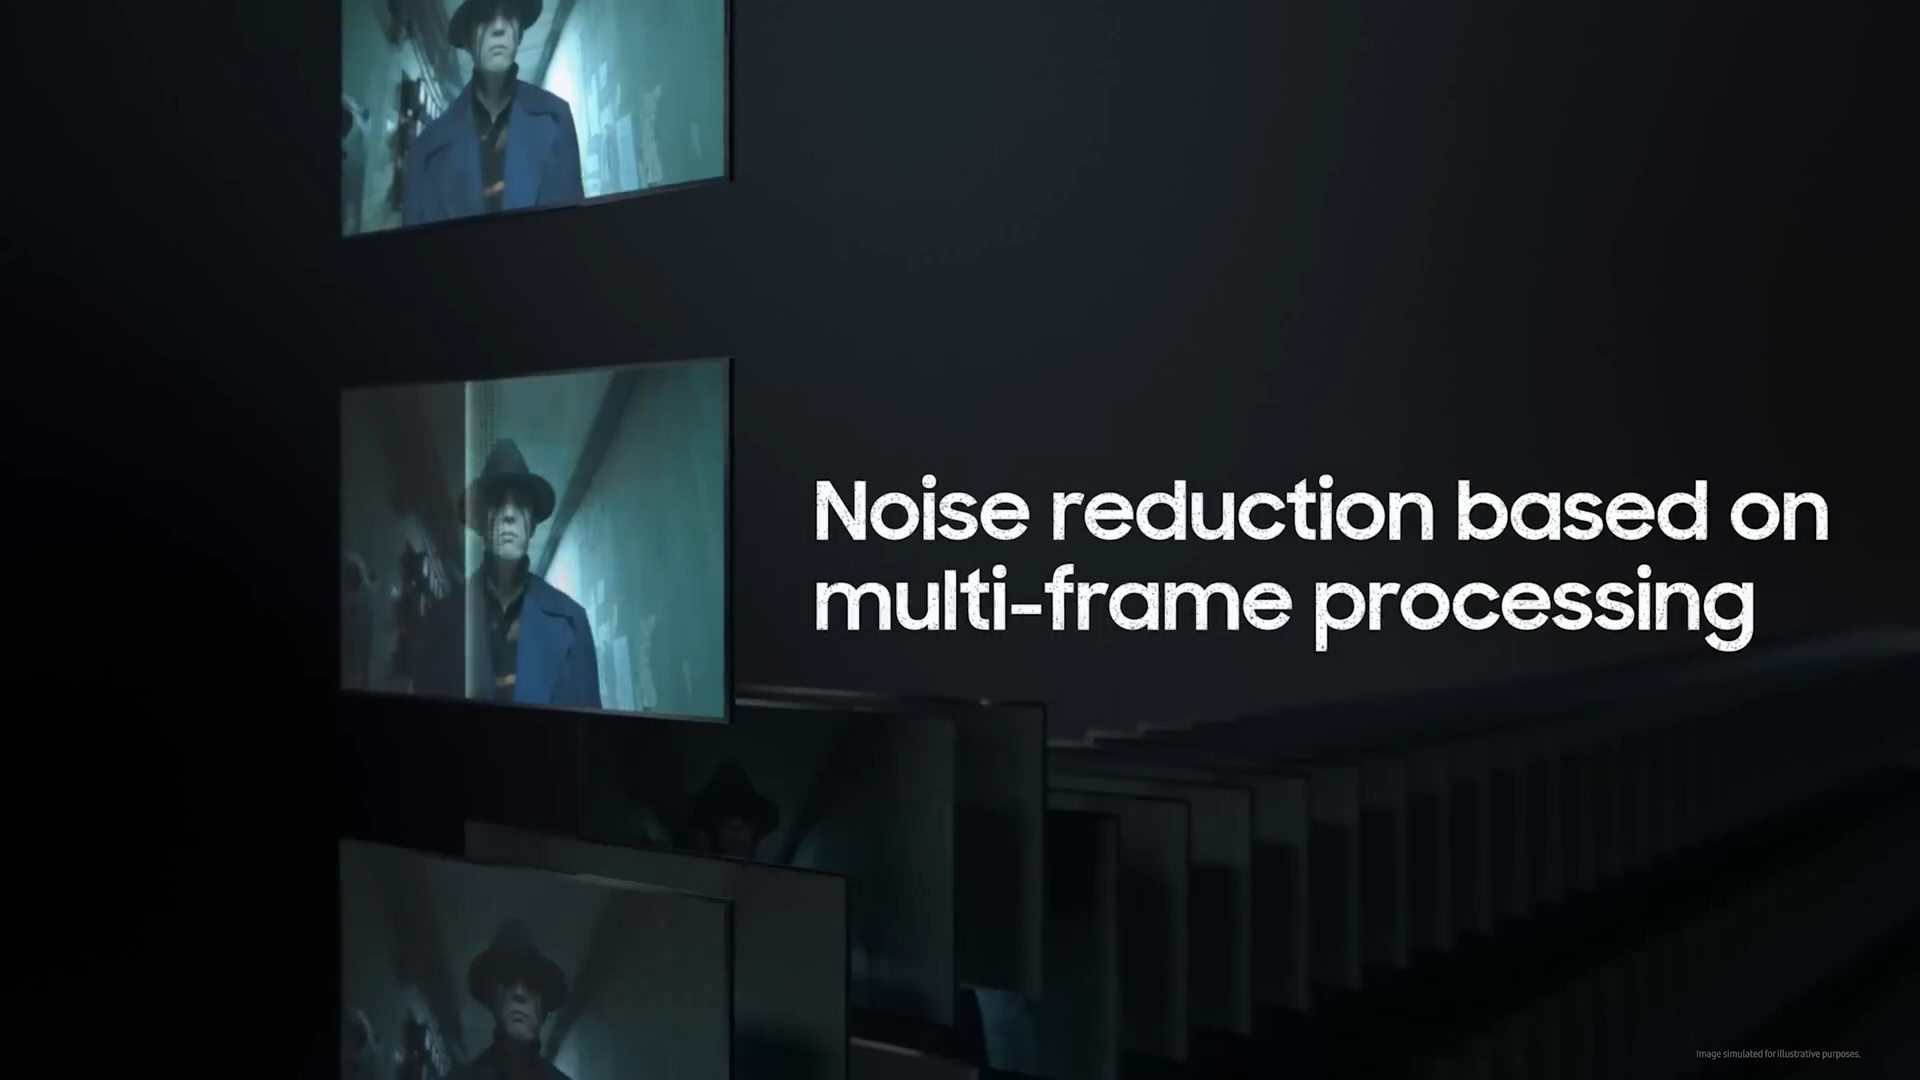 Noise reduction based on
multi-frame processing
Image simulated for illustrative purposes.